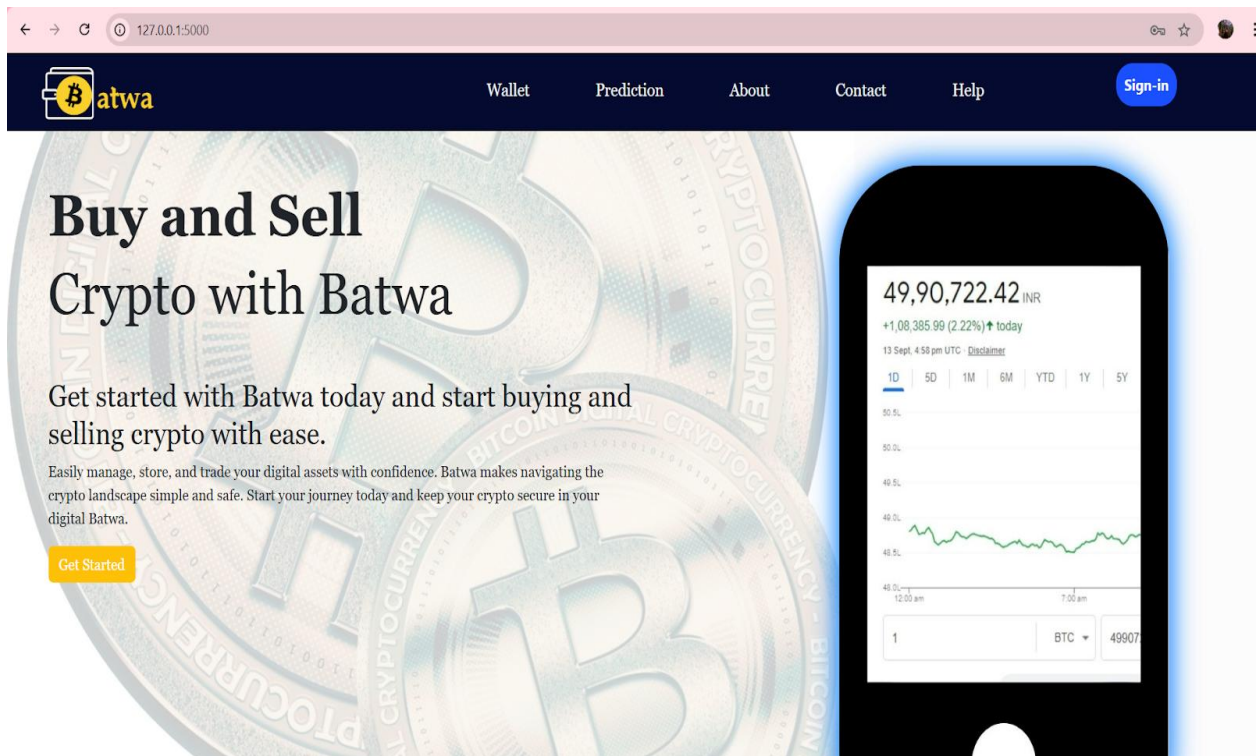 127.0.0.1:5000
₿atwa
Wallet Prediction About Contact Help Sign-in
Buy and Sell
Crypto with Batwa
Get started with Batwa today and start buying and
selling crypto with ease.
Easily manage, store, and trade your digital assets with confidence. Batwa makes navigating the
crypto landscape simple and safe. Start your journey today and keep your crypto secure in your
digital Batwa.
Get Started
49,90,722.42 INR
+1,08,385.99 (2.22%)↑ today
13 Sept, 4:58 pm UTC · Disclaimer
1D 5D 1M 6M YTD 1Y 5Y
50.5L
50.0L
49.5L
49.0L
48.5L
48.0L
12:00 am 7:00 am
1 BTC 49907
BITCOIN DIGITAL CRYPTOCURRENCY - BITCOIN